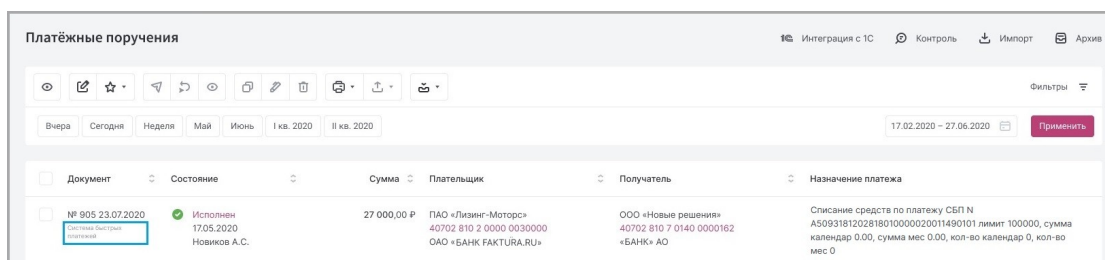 Платёжные поручения
1С Интеграция с 1С Контроль Импорт Архив
Фильтры
Вчера Сегодня Неделя Май Июнь I кв. 2020 II кв. 2020 17.02.2020 – 27.06.2020 Применить
Документ Состояние Сумма Плательщик Получатель Назначение платежа
№ 905 23.07.2020
Система быстрых
платежей
Исполнен
17.05.2020
Новиков А.С.
27 000,00 ₽
ПАО «Лизинг-Моторс»
40702 810 2 0000 0030000
ОАО «БАНК FAKTURA.RU»
ООО «Новые решения»
40702 810 7 0140 0000162
«БАНК» АО
Списание средств по платежу СБП N
A5093181202818010000020011490101 лимит 100000, сумма
календар 0.00, сумма мес 0.00, кол-во календар 0, кол-во
мес 0